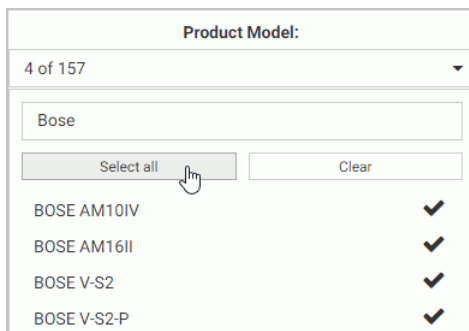 Product Model:
4 of 157
Bose
Select all Clear
BOSE AM10IV
BOSE AM16II
BOSE V-S2
BOSE V-S2-P